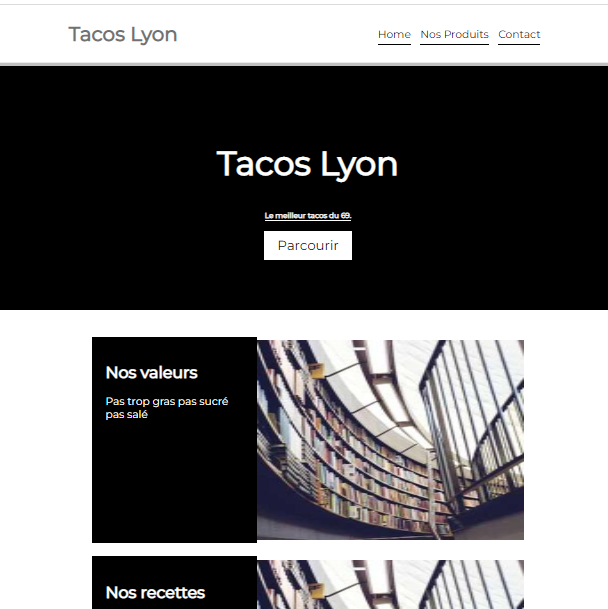 Tacos Lyon
Home Nos Produits Contact
Tacos Lyon
Le meilleur tacos du 69.
Parcourir
Nos valeurs
Pas trop gras pas sucré
pas salé
Nos recettes